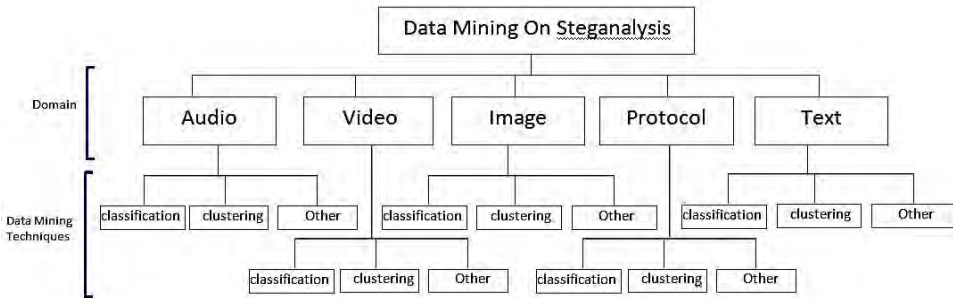 Data Mining On Steganalysis
Domain
Audio
Video
Image
Protocol
Text
Data Mining
Techniques
classification
clustering
Other
classification
clustering
Other
classification
clustering
Other
classification
clustering
Other
classification
clustering
Other